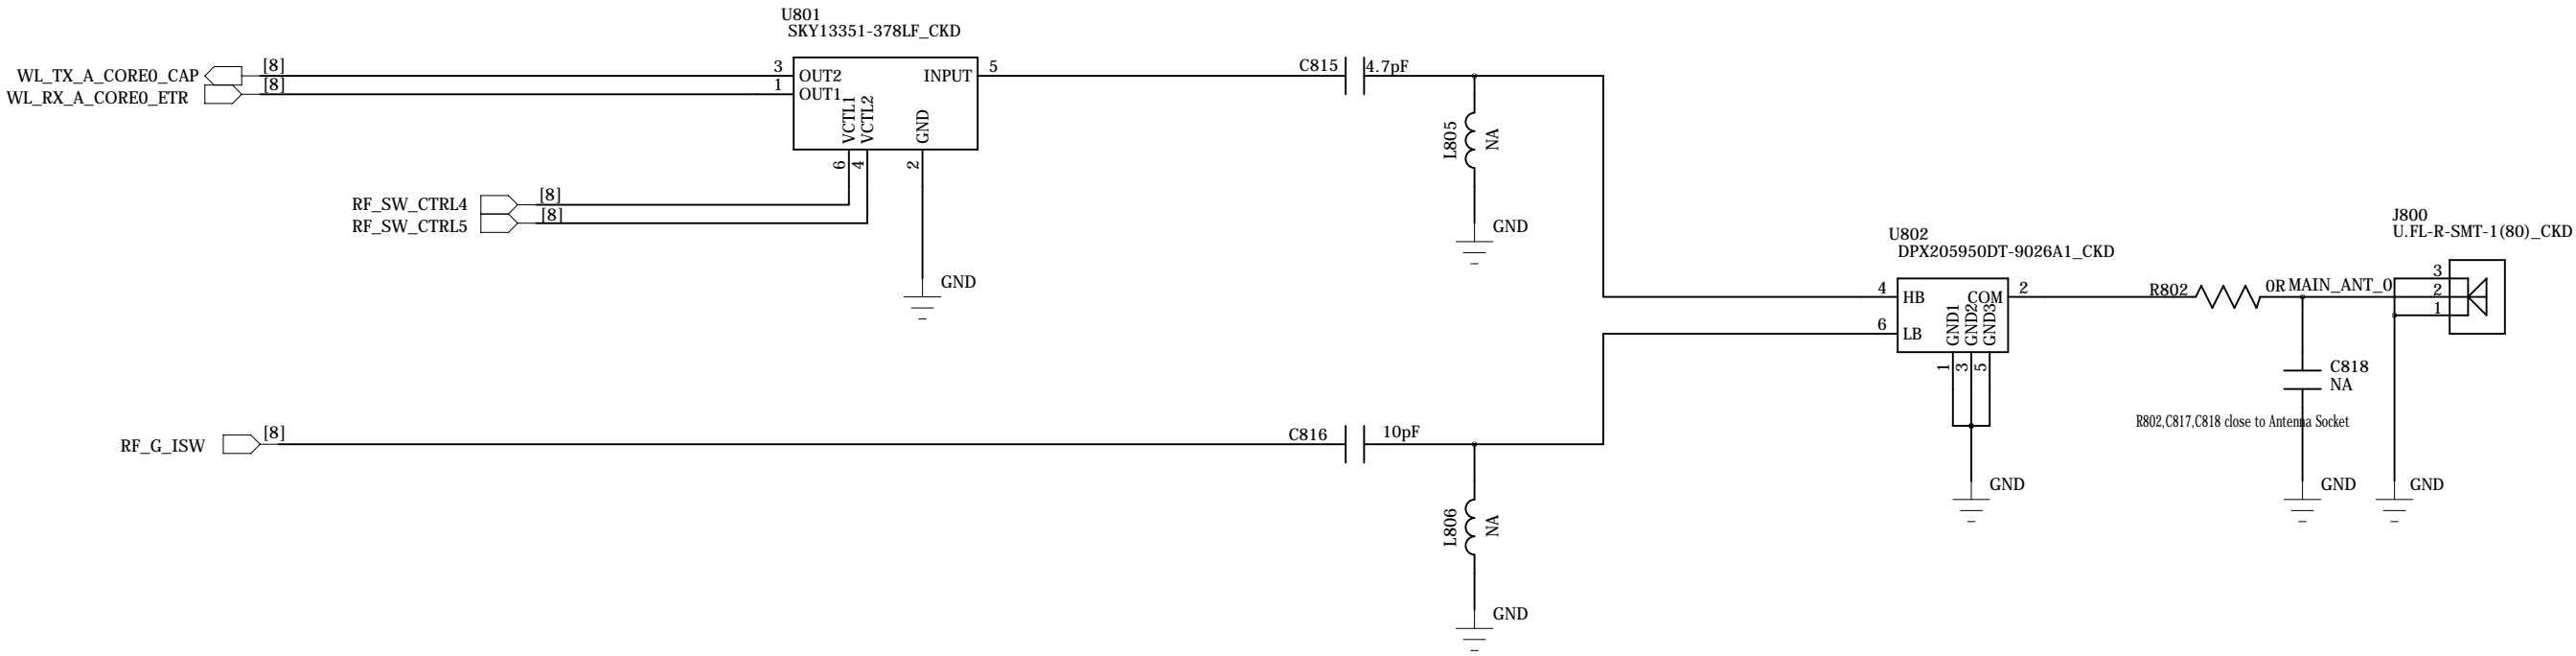 U801
SKY13351-378LF_CKD
WL_TX_A_CORE0_CAP
[8]
3
OUT2
INPUT
5
C815
4.7pF
WL_RX_A_CORE0_ETR
[8]
1
OUT1
VCTL1
VCTL2
GND
6
4
2
L805
NA
RF_SW_CTRL4
[8]
RF_SW_CTRL5
[8]
GND
GND
U802
DPX205950DT-9026A1_CKD
J800
U.FL-R-SMT-1(80)_CKD
4
HB
COM
2
R802
0R
MAIN_ANT_0
3
2
1
6
LB
GND1
GND2
GND3
1
3
5
C818
NA
R802,C817,C818 close to Antenna Socket
RF_G_ISW
[8]
C816
10pF
GND
GND
GND
L806
NA
GND